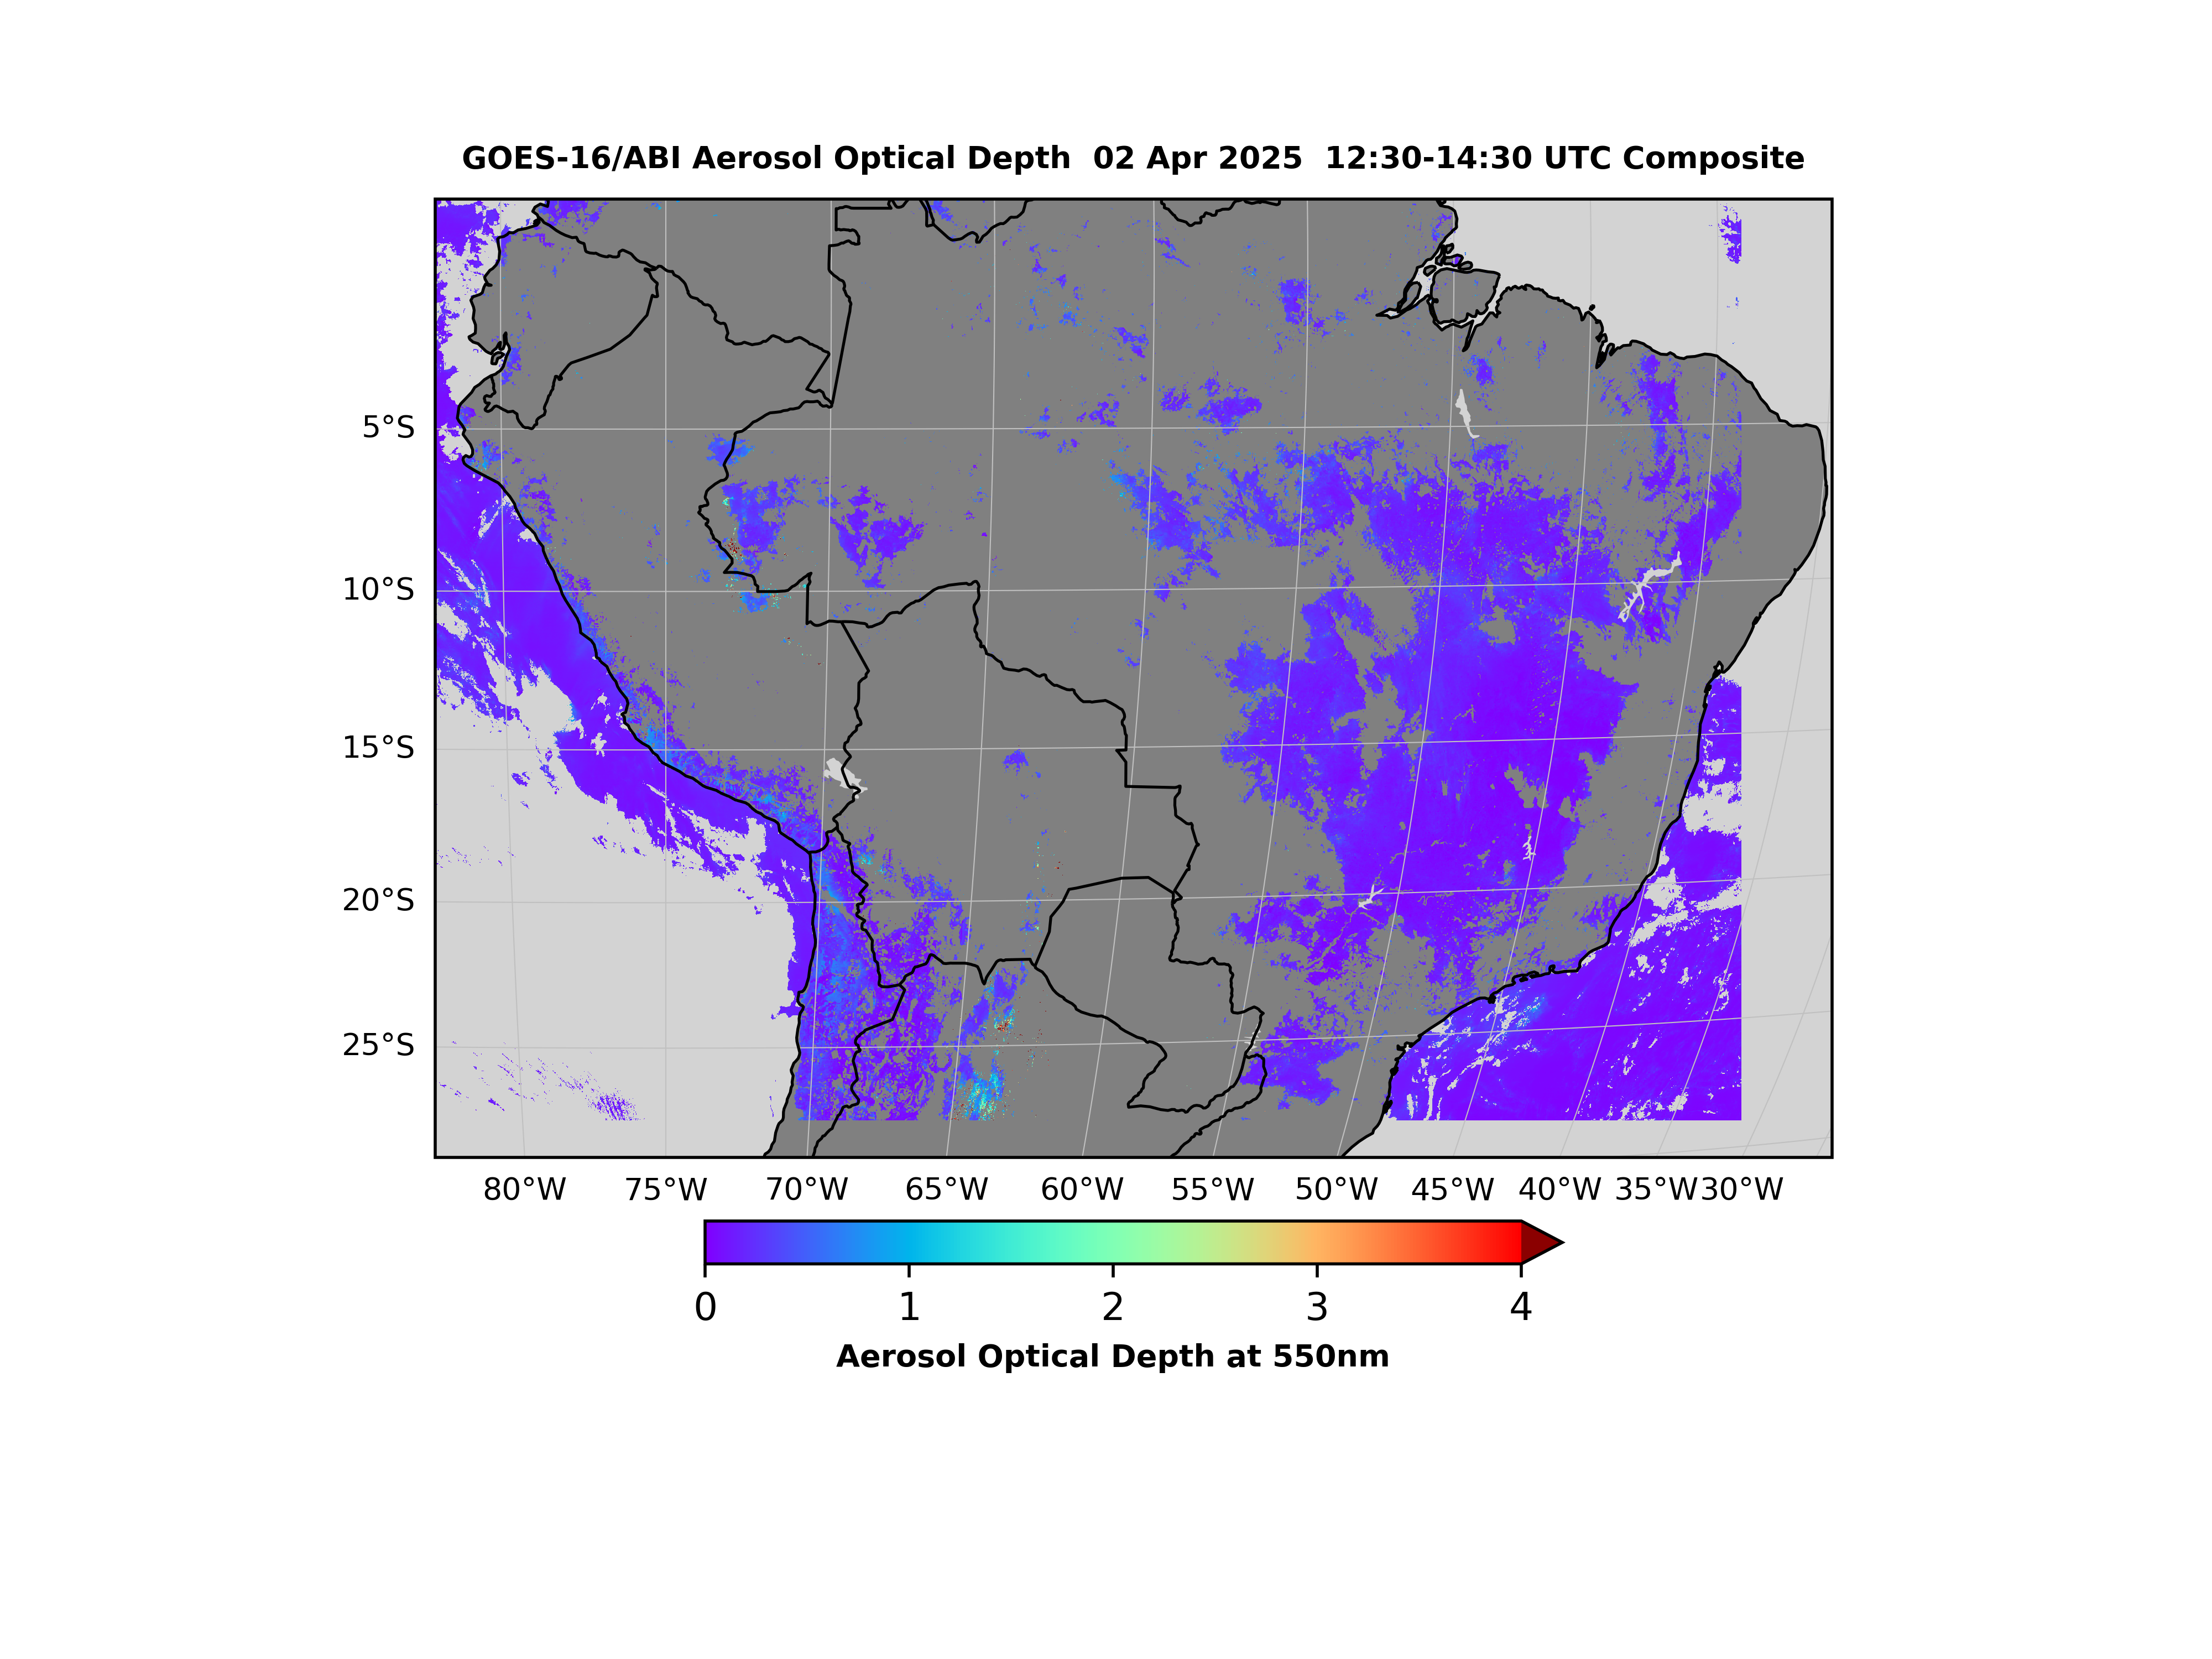 GOES-16/ABI Aerosol Optical Depth  02 Apr 2025  12:30-14:30 UTC Composite
5°S
10°S
15°S
20°S
25°S
80°W 75°W 70°W 65°W 60°W 55°W 50°W 45°W 40°W 35°W 30°W
0 1 2 3 4
Aerosol Optical Depth at 550nm